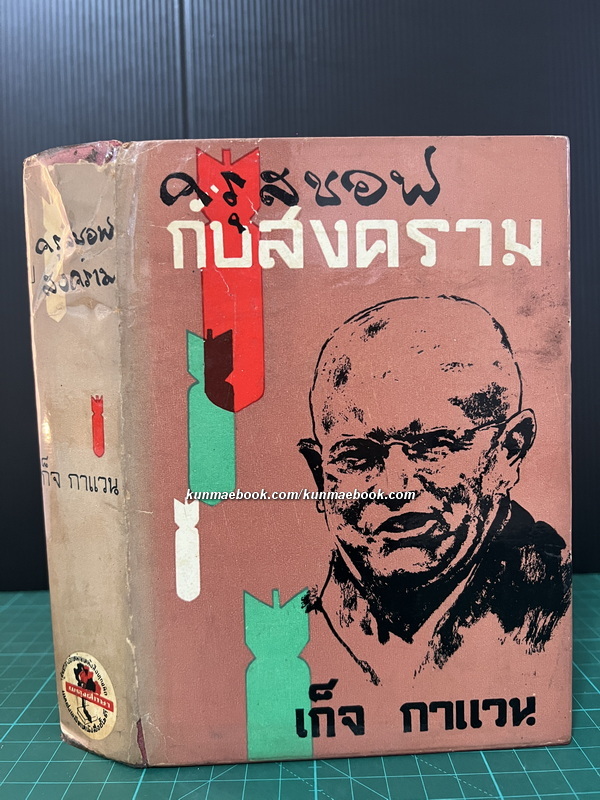 ครุสชอฟ
กับสงคราม
ครุสชอฟ
สงคราม
เก็จ กาแวน
kunmaebook.com/kunmaebook.com
เก็จ กาแวน